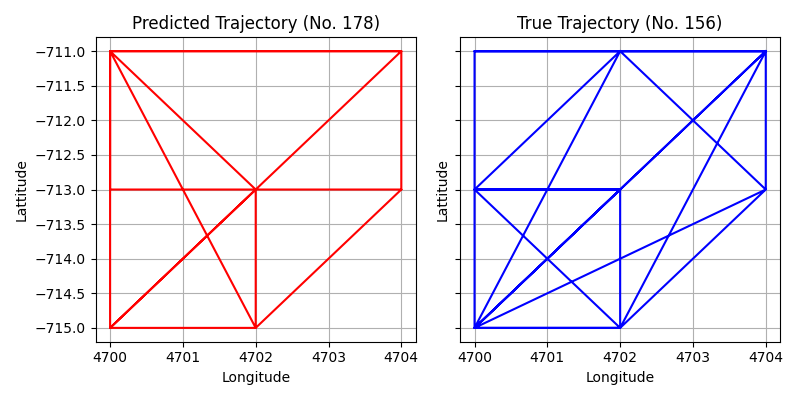 Predicted Trajectory (No. 178)
True Trajectory (No. 156)
−711.0
−711.5
−712.0
−712.5
−713.0
−713.5
−714.0
−714.5
−715.0
Lattitude
Lattitude
4700 4701 4702 4703 4704
4700 4701 4702 4703 4704
Longitude
Longitude